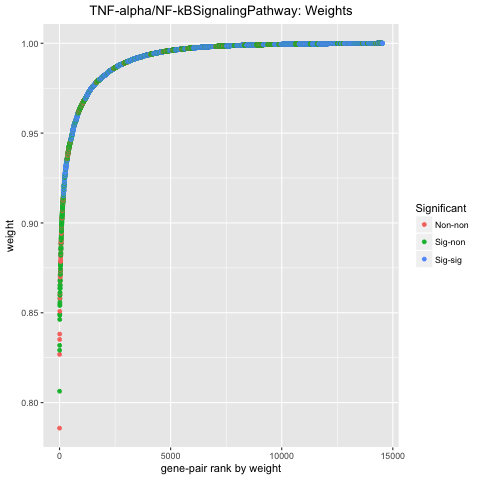 TNF-alpha/NF-kBSignalingPathway: Weights
1.00
0.95
0.90
0.85
0.80
weight
0
5000
10000
15000
gene-pair rank by weight
Significant
Non-non
Sig-non
Sig-sig